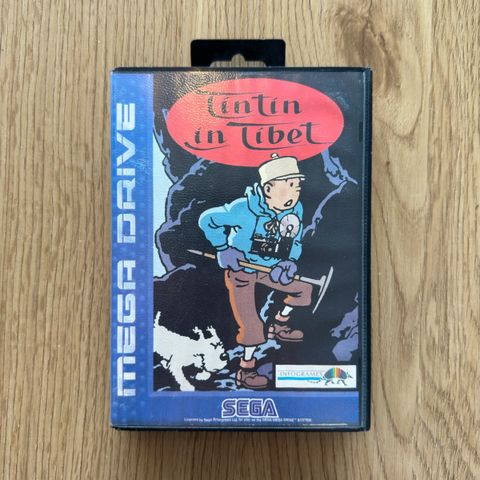 Tintin
in Tibet
MEGA DRIVE
INFOGRAMES
SEGA